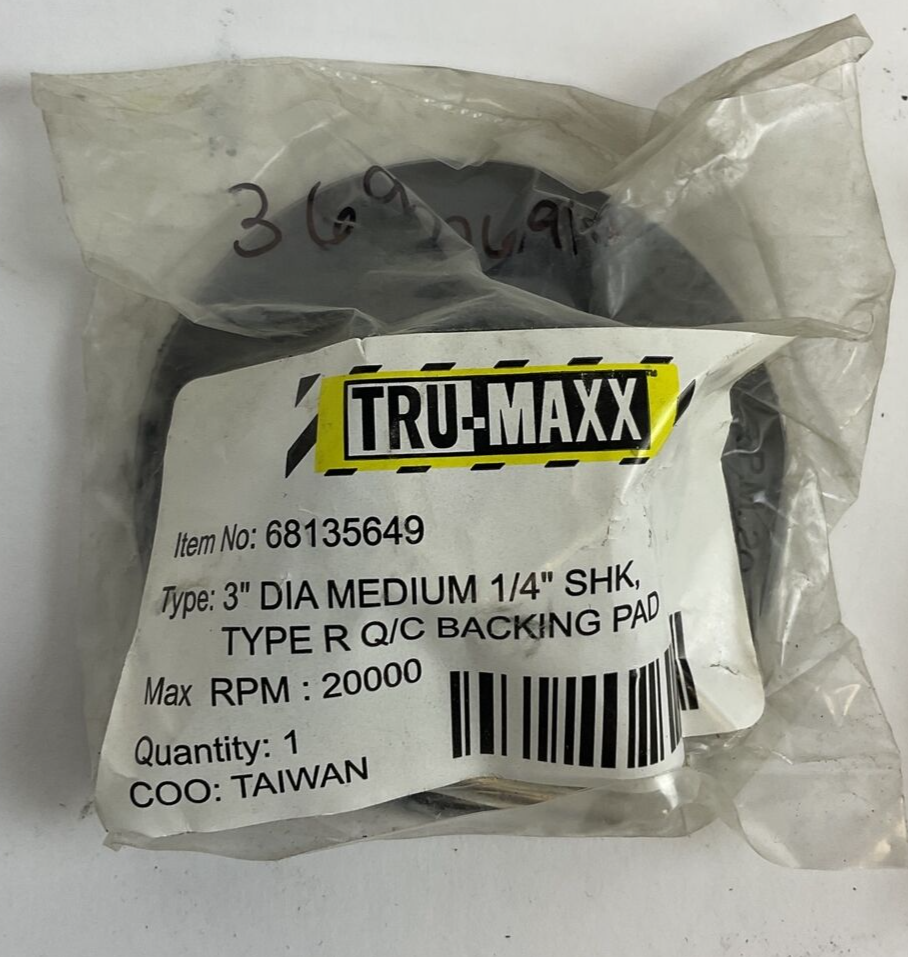 369
TRU-MAXX
Item No: 68135649
Type: 3" DIA MEDIUM 1/4" SHK,
TYPE R Q/C BACKING PAD
Max RPM : 20000
Quantity: 1
COO: TAIWAN